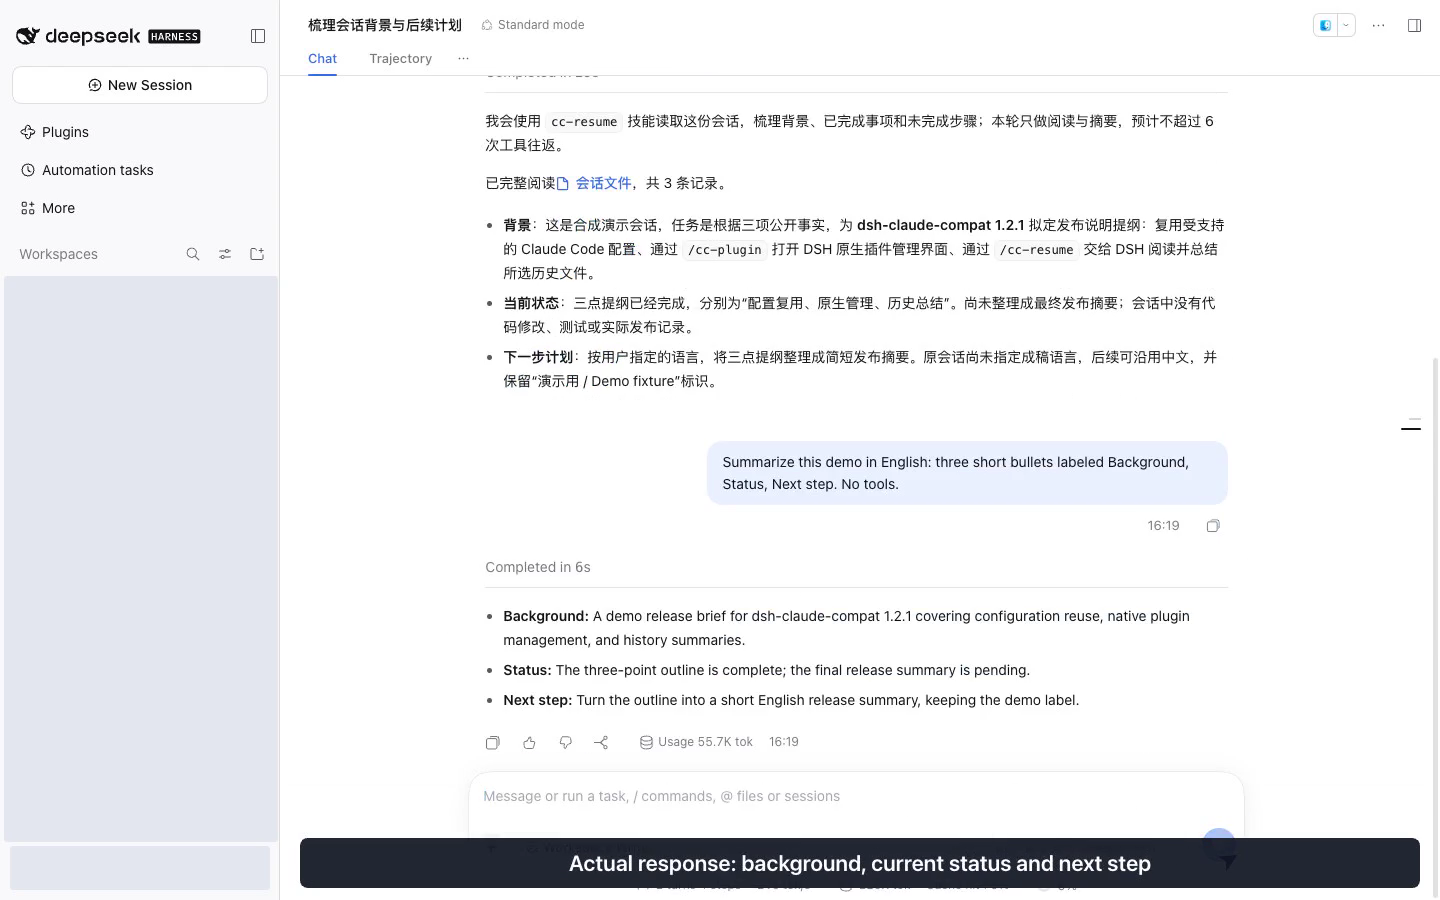 deepseek HARNESS
New Session
Plugins
Automation tasks
More
Workspaces
梳理会话背景与后续计划
Standard mode
Chat
Trajectory
我会使用 cc-resume 技能读取这份会话，梳理背景、已完成事项和未完成步骤；本轮只做阅读与摘要，预计不超过 6
次工具往返。
已完整阅读 会话文件，共 3 条记录。
背景：这是合成演示会话，任务是根据三项公开事实，为 dsh-claude-compat 1.2.1 拟定发布说明提纲：复用受支持
的 Claude Code 配置、通过 /cc-plugin 打开 DSH 原生插件管理界面、通过 /cc-resume 交给 DSH 阅读并总结
所选历史文件。
当前状态：三点提纲已经完成，分别为“配置复用、原生管理、历史总结”。尚未整理成最终发布摘要；会话中没有代
码修改、测试或实际发布记录。
下一步计划：按用户指定的语言，将三点提纲整理成简短发布摘要。原会话尚未指定成稿语言，后续可沿用中文，并
保留“演示用 / Demo fixture”标识。
Summarize this demo in English: three short bullets labeled Background,
Status, Next step. No tools.
16:19
Completed in 6s
Background: A demo release brief for dsh-claude-compat 1.2.1 covering configuration reuse, native plugin
management, and history summaries.
Status: The three-point outline is complete; the final release summary is pending.
Next step: Turn the outline into a short English release summary, keeping the demo label.
Usage 55.7K tok 16:19
Message or run a task, / commands, @ files or sessions
Actual response: background, current status and next step